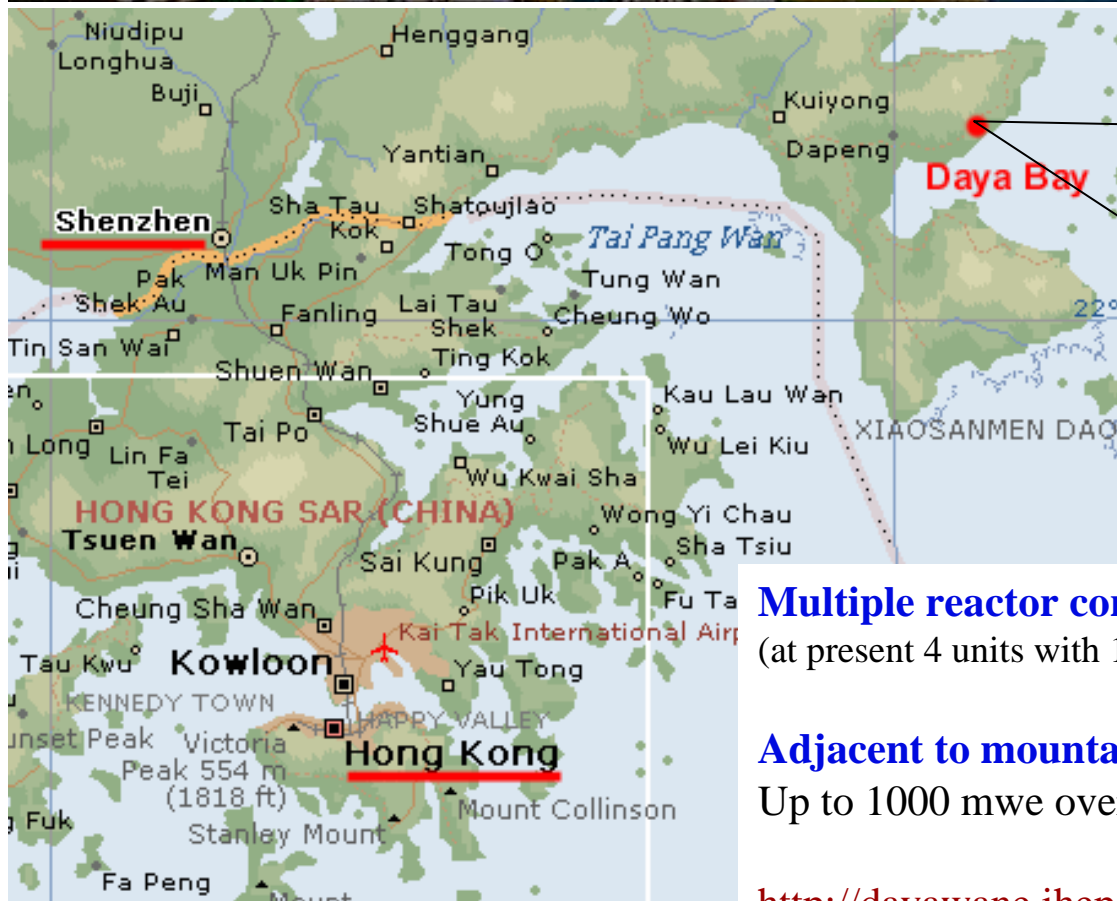 Niudipu
Henggang
Longhua
Buji
Kuiyong
Yantian
Dapeng
Daya Bay
Sha Tau
Kok
Shatoujiao
Shenzhen
Tai Pang Wan
Tong O
Pak
Shek Au
Man Uk Pin
Tung Wan
Fanling
Lai Tau
Shek
Cheung Wo
22°
Tin San Wai
Shuen Wan
Ting Kok
Yung
Shue Au
Kau Lau Wan
Long
Lin Fa
Tei
Tai Po
Wu Lei Kiu
XIAOSANMEN DAO
Wu Kwai Sha
HONG KONG SAR (CHINA)
Wong Yi Chau
Tsuen Wan
Sai Kung
Pak A
Sha Tsiu
Cheung Sha Wan
Pik Uk
Fu Ta
Kai Tak International Airp
Tau Kwu
Kowloon
Yau Tong
KENNEDY TOWN
HAPPY VALLEY
Peak
Victoria
Peak 554 m
(1818 ft)
Hong Kong
Mount Collinson
Stanley Mount
Fuk
Fa Peng
Mount
Multiple reactor
(at present 4 units with
Adjacent to
Up to 1000 mwe